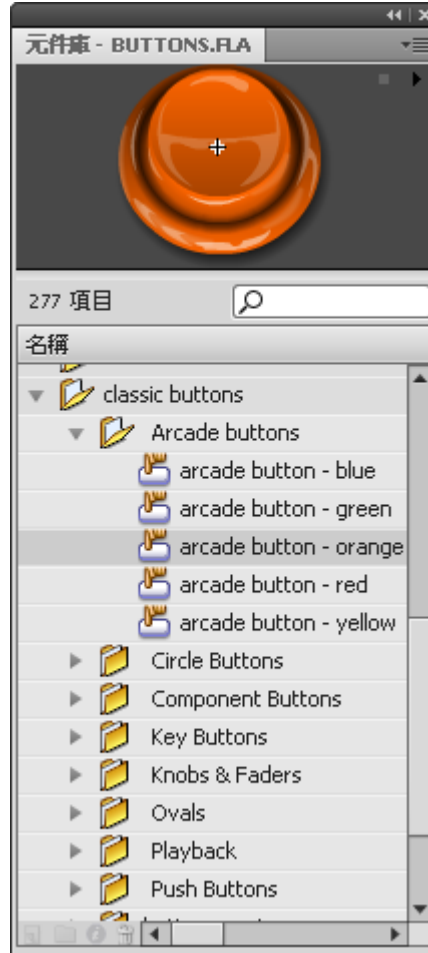 元件庫 - BUTTONS.FLA
277 項目
名稱
classic buttons
Arcade buttons
arcade button - blue
arcade button - green
arcade button - orange
arcade button - red
arcade button - yellow
Circle Buttons
Component Buttons
Key Buttons
Knobs & Faders
Ovals
Playback
Push Buttons